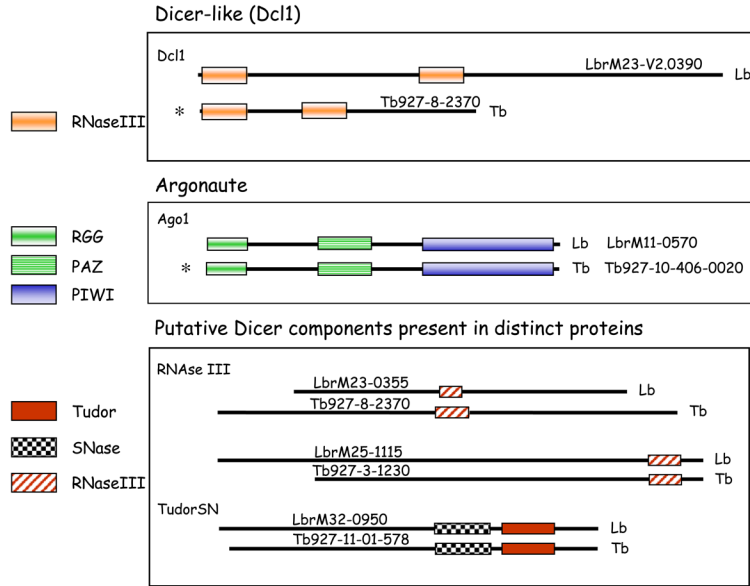 Dicer-like (Dcl1)
Dcl1
LbrM23-V2.0390
Lb
RNaseIII
* Tb927-8-2370 Tb
Argonaute
Ago1
RGG
Lb LbrM11-0570
PAZ
* Tb Tb927-10-406-0020
PIWI
Putative Dicer components present in distinct proteins
RNAse III
LbrM23-0355
Lb
Tb927-8-2370
Tb
Tudor
SNase
LbrM25-1115
Lb
Tb927-3-1230
Tb
RNaseIII
TudorSN
LbrM32-0950
Lb
Tb927-11-01-578
Tb